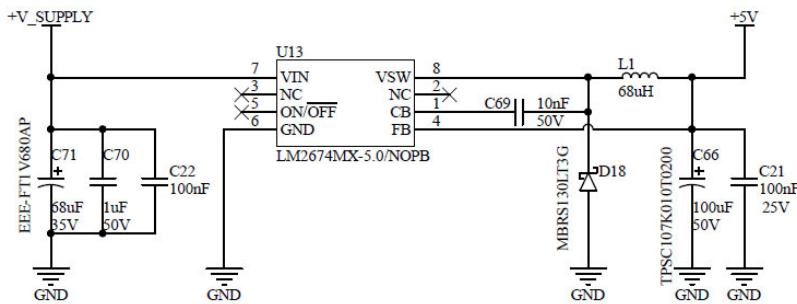 +V_SUPPLY
+5V
U13
7 VIN VSW 8
3 NC NC 2
5 ON/OFF CB 1
6 GND FB 4
LM2674MX-5.0/NOPB
L1
68uH
C69 10nF
50V
EEE-FT1V680AP
C71
+
68uF
35V
C70
1uF
50V
C22
100nF
MBRS130LT3G
D18
TPSC107K010T0200
C66
+
100uF
50V
C21
100nF
25V
GND
GND
GND
GND
GND